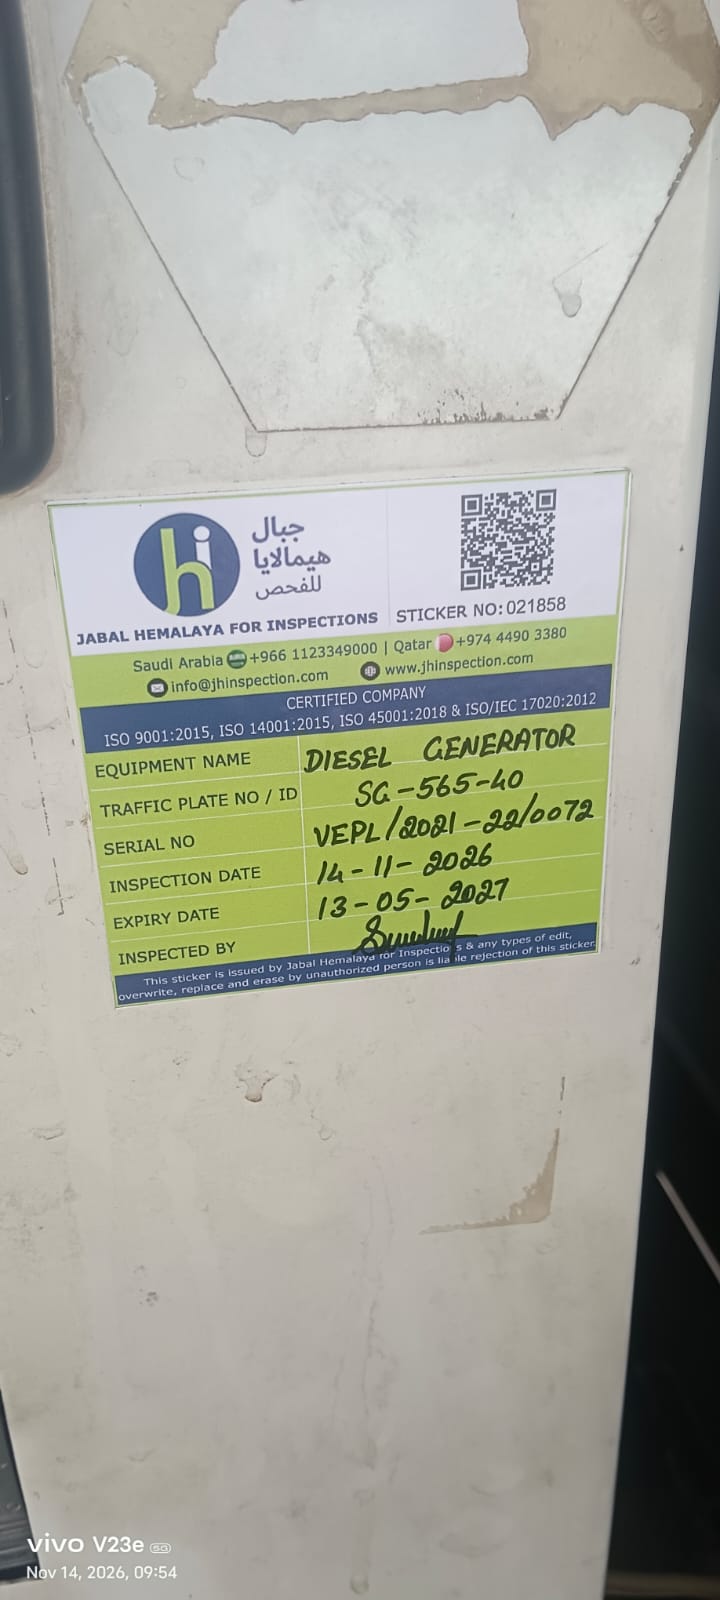 hi
جبال
هيمالايا
للفحص
JABAL HEMALAYA FOR INSPECTIONS
STICKER NO: 021858
Saudi Arabia +966 1123349000 | Qatar +974 4490 3380
info@jhinspection.com www.jhinspection.com
CERTIFIED COMPANY
ISO 9001:2015, ISO 14001:2015, ISO 45001:2018 & ISO/IEC 17020:2012
EQUIPMENT NAME DIESEL GENERATOR
TRAFFIC PLATE NO / ID SG-565-40
SERIAL NO VEPL/2021-22/0072
INSPECTION DATE 14-11-2026
EXPIRY DATE 13-05-2027
INSPECTED BY
This sticker is issued by Jabal Hemalaya for Inspections & any types of edit,
overwrite, replace and erase by unauthorized person is liable rejection of this sticker.
vivo V23e 5G
Nov 14, 2026, 09:54